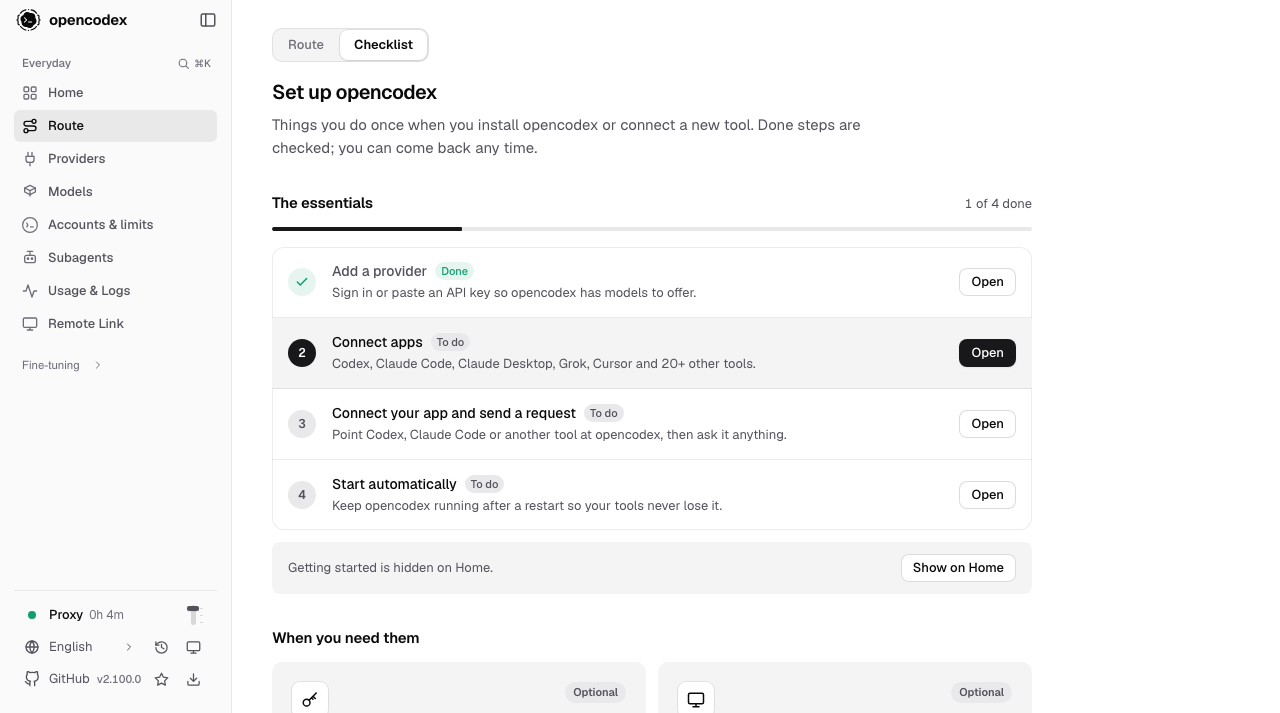 opencodex
Everyday
⌘K
Home
Route
Providers
Models
Accounts & limits
Subagents
Usage & Logs
Remote Link
Fine-tuning
Proxy 0h 4m
English
GitHub v2.100.0
Route
Checklist
Set up opencodex
Things you do once when you install opencodex or connect a new tool. Done steps are
checked; you can come back any time.
The essentials
1 of 4 done
Add a provider Done
Sign in or paste an API key so opencodex has models to offer.
Open
2
Connect apps To do
Codex, Claude Code, Claude Desktop, Grok, Cursor and 20+ other tools.
Open
3
Connect your app and send a request To do
Point Codex, Claude Code or another tool at opencodex, then ask it anything.
Open
4
Start automatically To do
Keep opencodex running after a restart so your tools never lose it.
Open
Getting started is hidden on Home.
Show on Home
When you need them
Optional
Optional